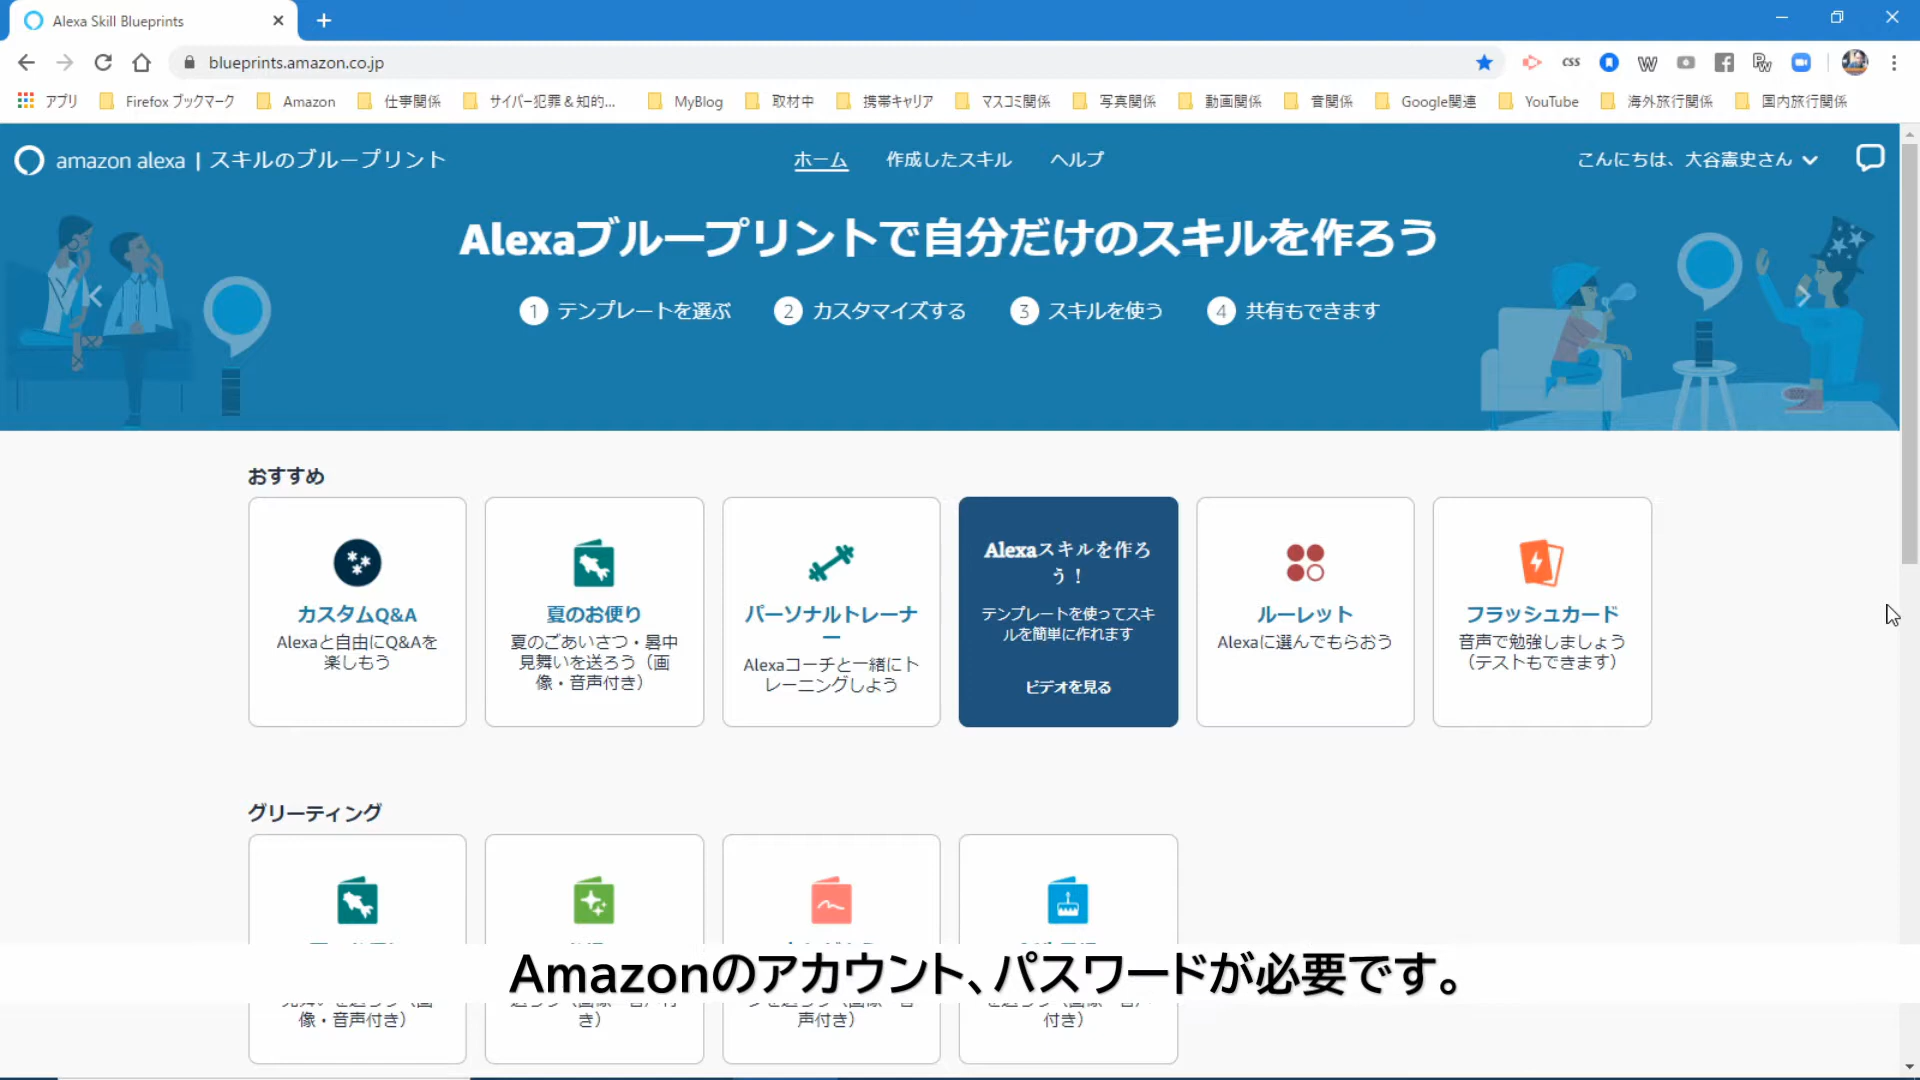 Alexa Skill Blueprints
blueprints.amazon.co.jp
css
アプリ Firefox ブックマーク Amazon 仕事関係 サイバー犯罪&知的... MyBlog 取材中 携帯キャリア マスコミ関係 写真関係 動画関係 音関係 Google関連 YouTube 海外旅行関係 国内旅行関係
amazon alexa | スキルのブループリント ホーム 作成したスキル ヘルプ こんにちは、大谷憲史さん
Alexaブループリントで自分だけのスキルを作ろう
1 テンプレートを選ぶ 2 カスタマイズする 3 スキルを使う 4 共有もできます
おすすめ
カスタムQ&A
Alexaと自由にQ&Aを
楽しもう
夏のお便り
夏のごあいさつ・暑中
見舞いを送ろう（画
像・音声付き）
パーソナルトレーナ
ー
Alexaコーチと一緒にト
レーニングしよう
Alexaスキルを作ろ
う！
テンプレートを使ってスキ
ルを簡単に作れます
ビデオを見る
ルーレット
Alexaに選んでもらおう
フラッシュカード
音声で勉強しましょう
（テストもできます）
グリーティング
像・音声付き）
き）
声付き）
付き）
Amazonのアカウント、パスワードが必要です。